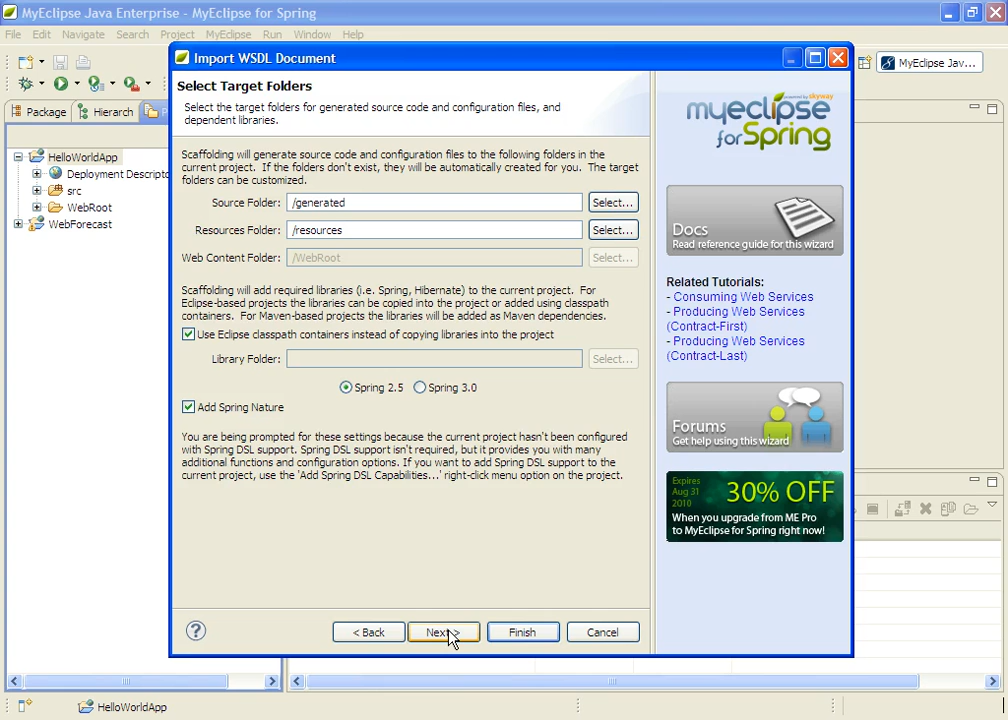 MyEclipse Java Enterprise - MyEclipse for Spring
File Edit Navigate Search Project MyEclipse Run Window Help
MyEclipse Jav...
Package Hierarch
HelloWorldApp
Deployment Descripto
src
WebRoot
WebForecast
Import WSDL Document
Select Target Folders
Select the target folders for generated source code and configuration files, and
dependent libraries.
Scaffolding will generate source code and configuration files to the following folders in the
current project. If the folders don't exist, they will be automatically created for you. The target
folders can be customized.
Source Folder: /generated Select...
Resources Folder: /resources Select...
Web Content Folder: /WebRoot Select...
Scaffolding will add required libraries (i.e. Spring, Hibernate) to the current project. For
Eclipse-based projects the libraries can be copied into the project or added using classpath
containers. For Maven-based projects the libraries will be added as Maven dependencies.
Use Eclipse classpath containers instead of copying libraries into the project
Library Folder: Select...
Spring 2.5 Spring 3.0
Add Spring Nature
You are being prompted for these settings because the current project hasn't been configured
with Spring DSL support. Spring DSL support isn't required, but it provides you with many
additional functions and configuration options. If you want to add Spring DSL support to the
current project, use the 'Add Spring DSL Capabilities...' right-click menu option on the project.
? < Back Next > Finish Cancel
powered by skyway
myeclipse
for Spring
Docs
Read reference guide for this wizard
Related Tutorials:
- Consuming Web Services
- Producing Web Services
(Contract-First)
- Producing Web Services
(Contract-Last)
Forums
Get help using this wizard
Expires
Aug 31
2010
30% OFF
When you upgrade from ME Pro
to MyEclipse for Spring right now!
HelloWorldApp